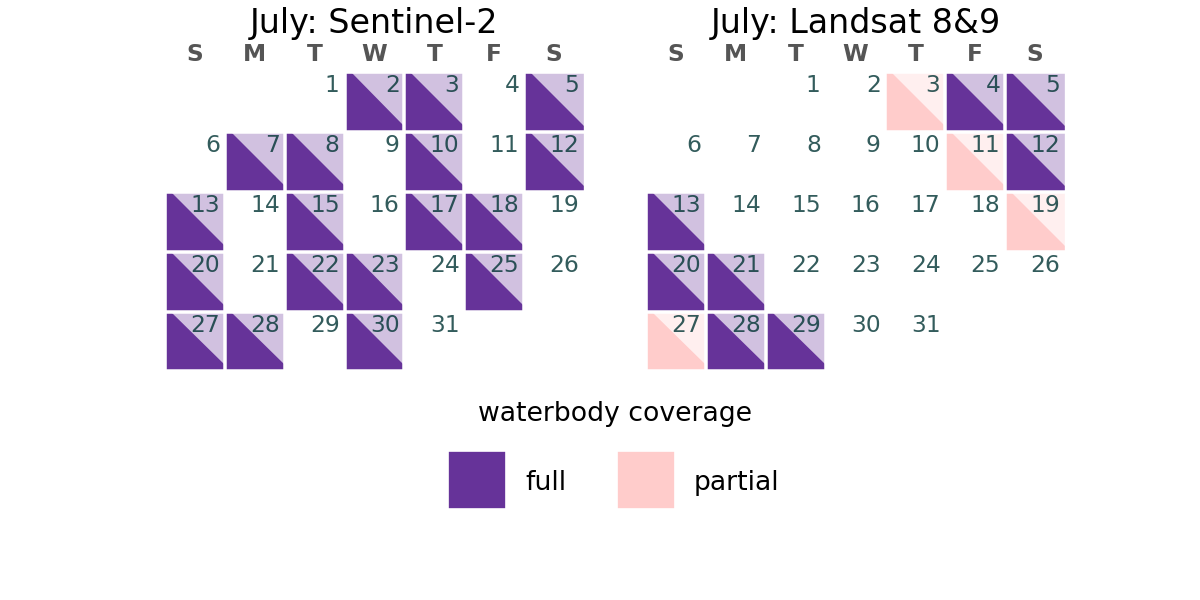 July: Sentinel-2
S M T W T F S
1 2 3 4 5
6 7 8 9 10 11 12
13 14 15 16 17 18 19
20 21 22 23 24 25 26
27 28 29 30 31
July: Landsat 8&9
S M T W T F S
1 2 3 4 5
6 7 8 9 10 11 12
13 14 15 16 17 18 19
20 21 22 23 24 25 26
27 28 29 30 31
waterbody coverage
full partial